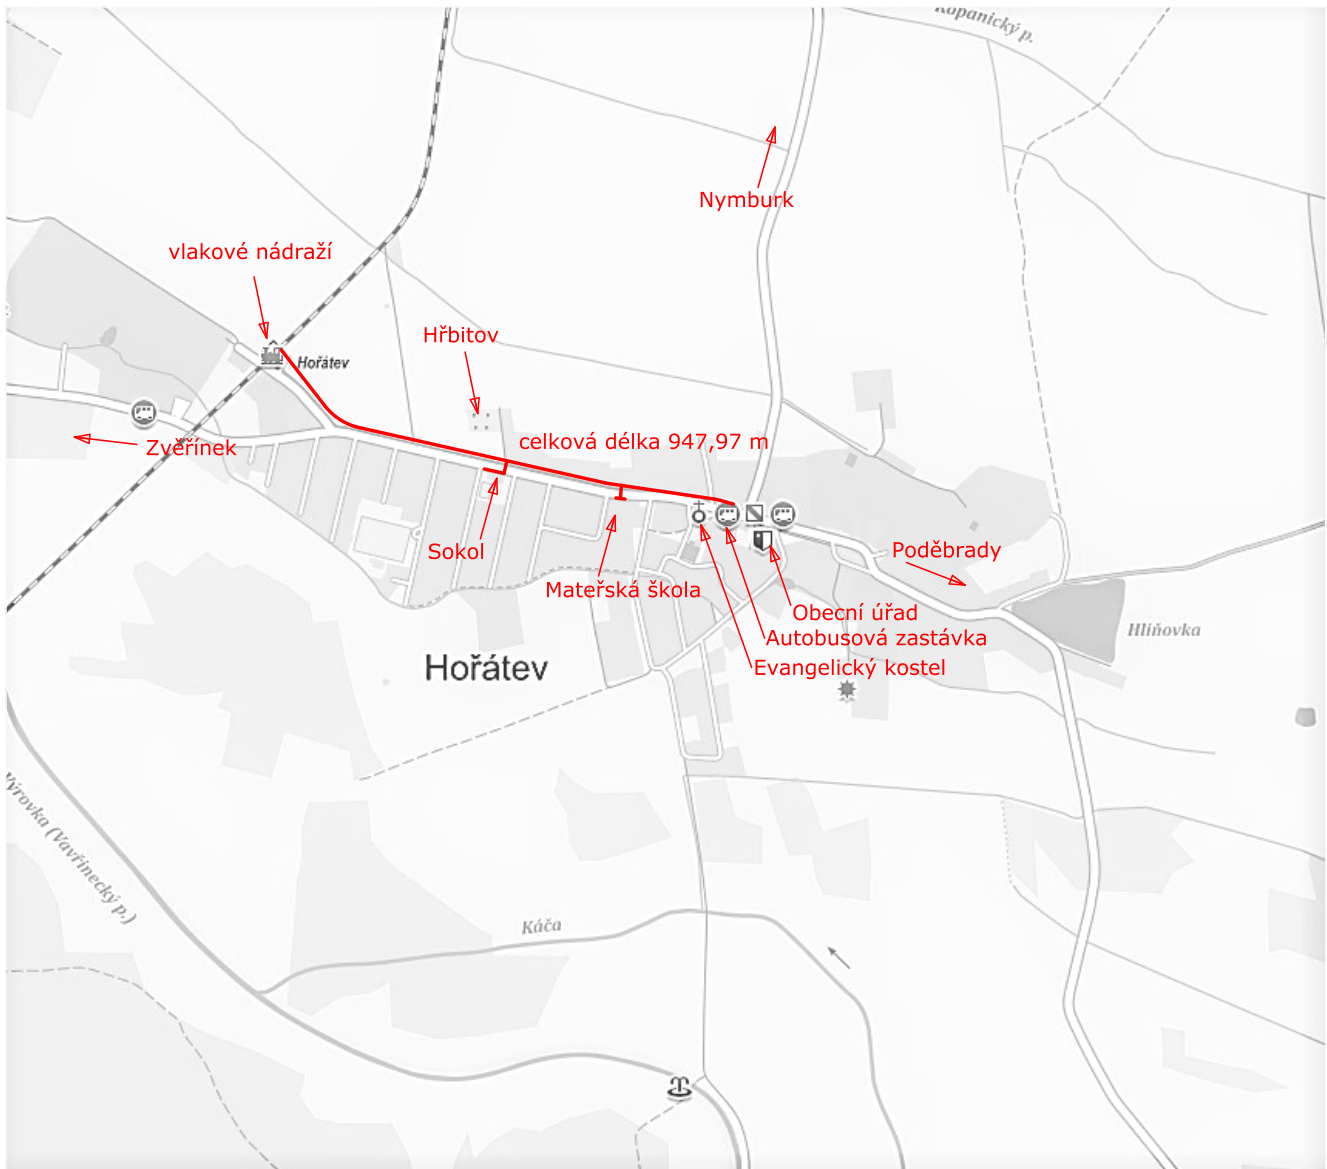 Kopanický p.
Nymburk
vlakové nádraží
Hřbitov
Hořátev
celková délka 947,97 m
Zvěřínek
Sokol
Mateřská škola
Poděbrady
Obecní úřad
Autobusová zastávka
Evangelický kostel
Hliňovka
Hořátev
Výrovka (Vavřinecký p.)
Káča